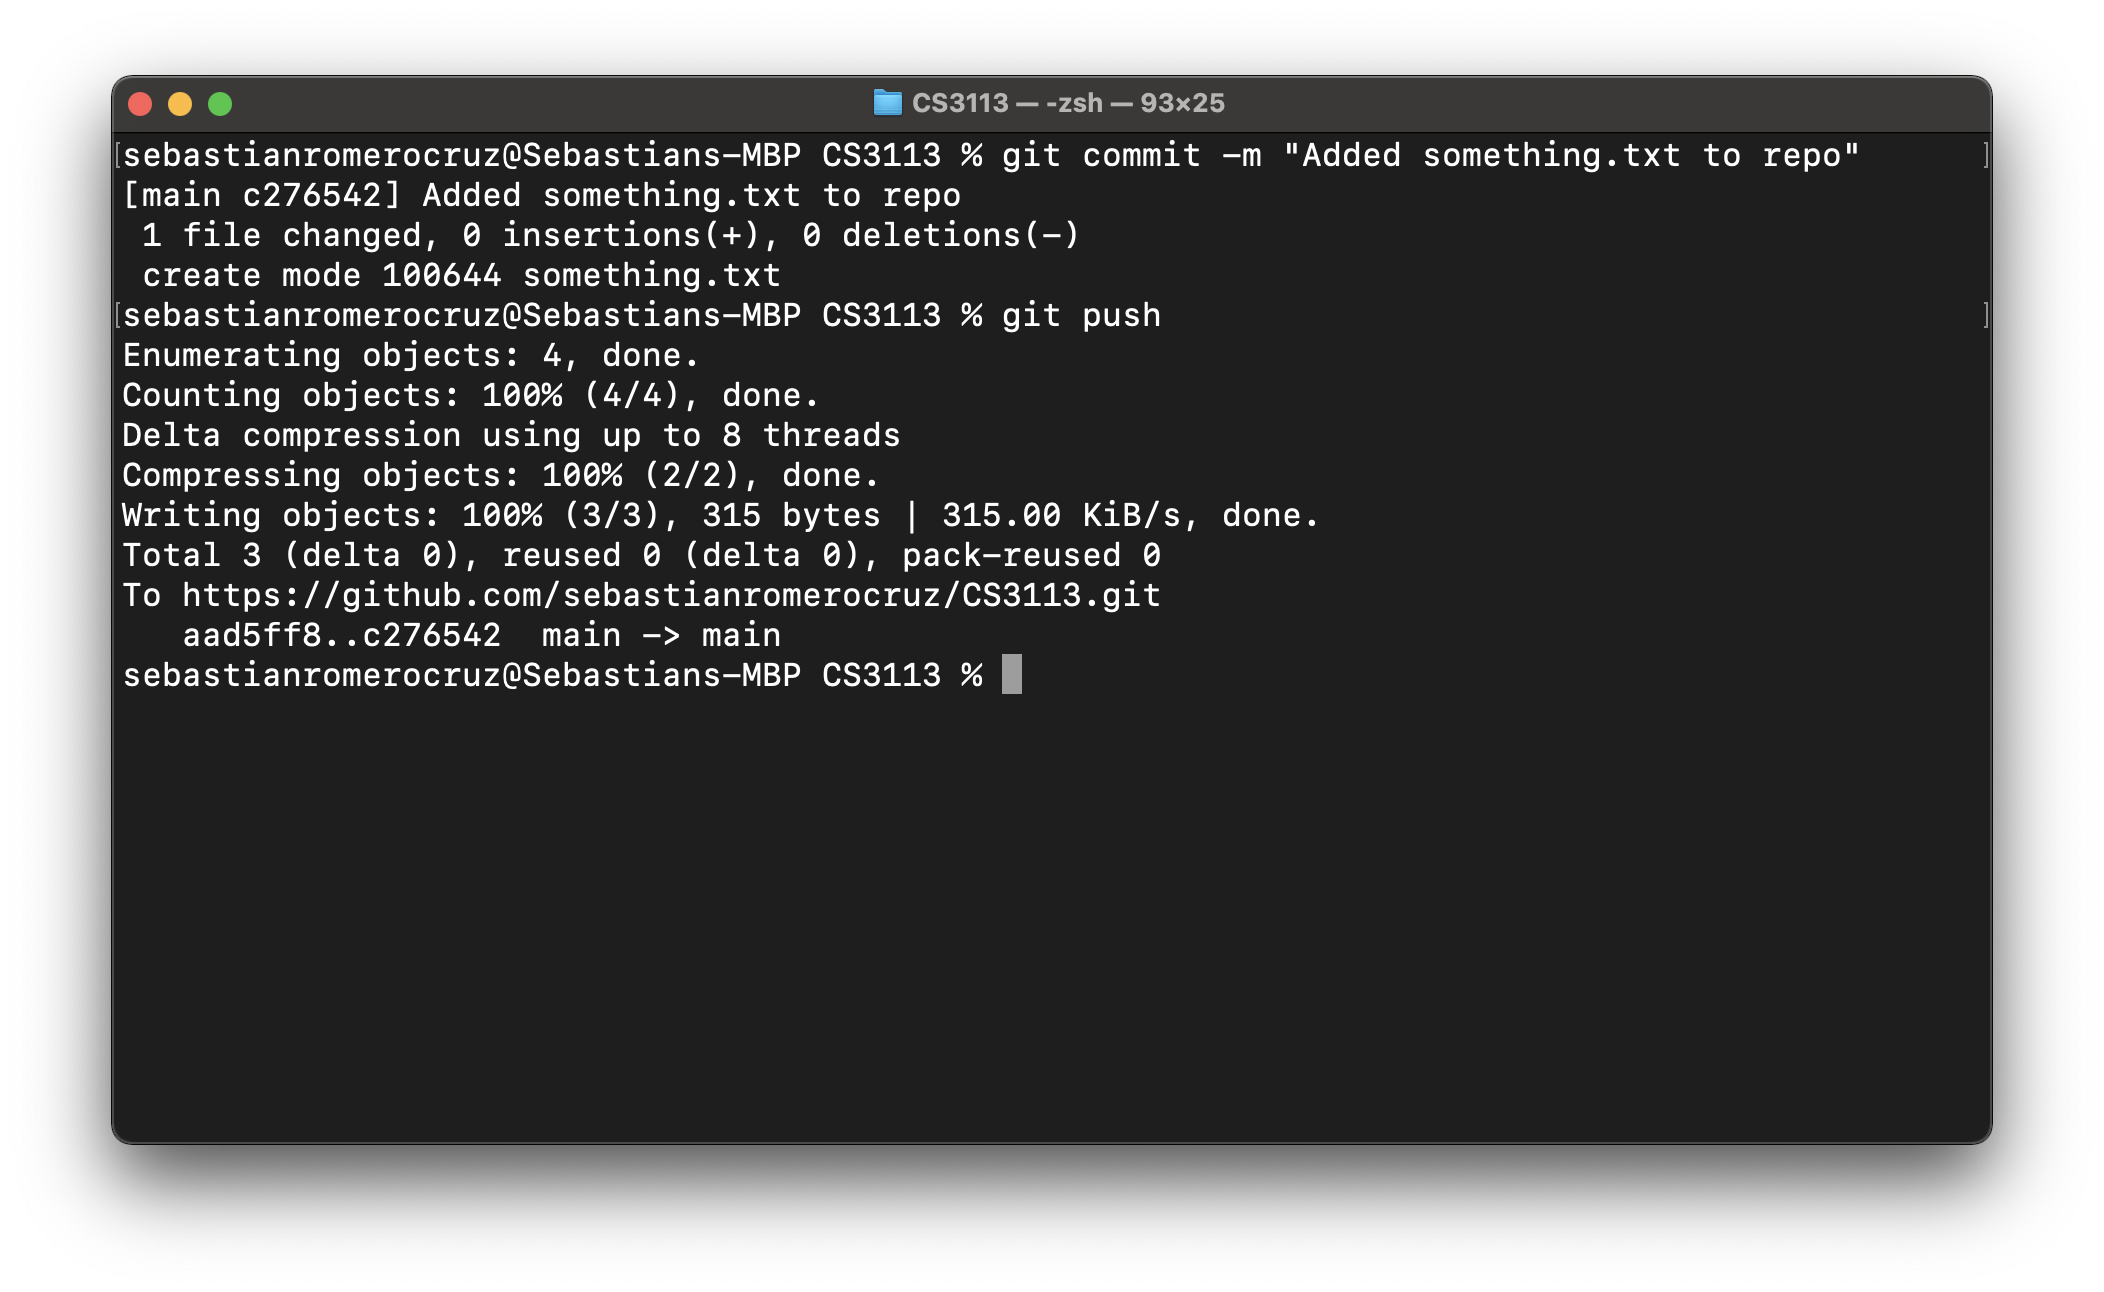 CS3113 — -zsh — 93×25
[sebastianromerocruz@Sebastians-MBP CS3113 % git commit -m "Added something.txt to repo" ]
[main c276542] Added something.txt to repo
 1 file changed, 0 insertions(+), 0 deletions(-)
 create mode 100644 something.txt
[sebastianromerocruz@Sebastians-MBP CS3113 % git push ]
Enumerating objects: 4, done.
Counting objects: 100% (4/4), done.
Delta compression using up to 8 threads
Compressing objects: 100% (2/2), done.
Writing objects: 100% (3/3), 315 bytes | 315.00 KiB/s, done.
Total 3 (delta 0), reused 0 (delta 0), pack-reused 0
To https://github.com/sebastianromerocruz/CS3113.git
   aad5ff8..c276542  main -> main
sebastianromerocruz@Sebastians-MBP CS3113 %